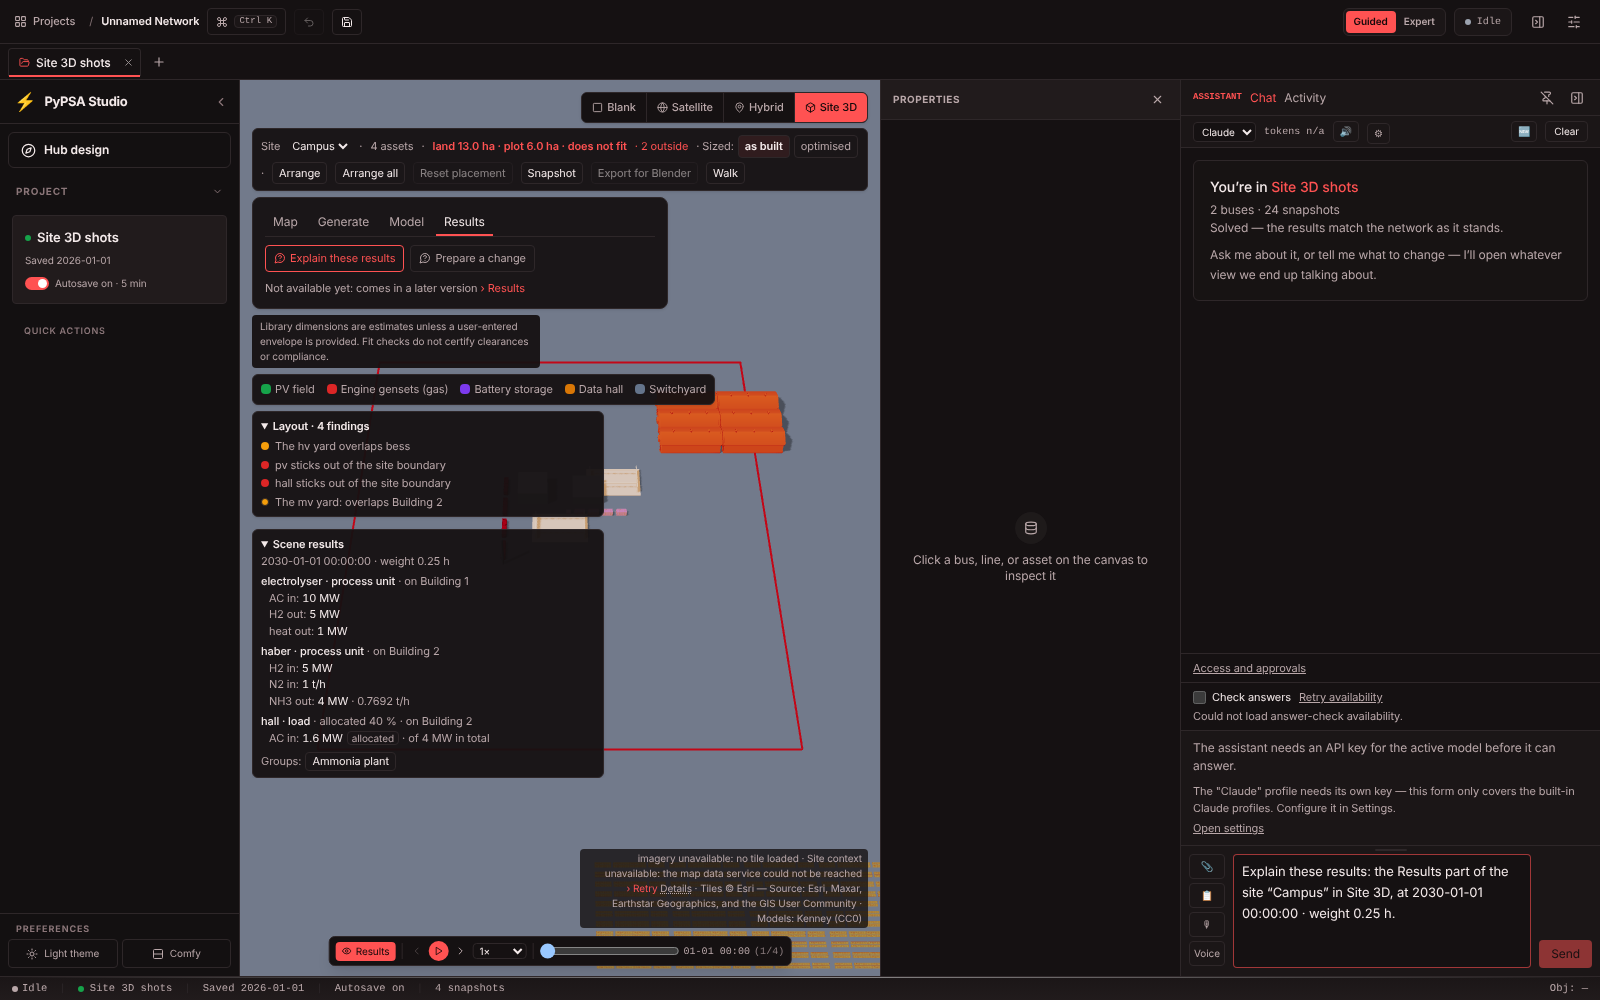 Projects / Unnamed Network ⌘ Ctrl K
Guided Expert Idle
Site 3D shots × +
PyPSA Studio
Hub design
PROJECT
Site 3D shots
Saved 2026-01-01
Autosave on · 5 min
QUICK ACTIONS
Blank Satellite Hybrid Site 3D
Site Campus · 4 assets · land 13.0 ha · plot 6.0 ha · does not fit · 2 outside · Sized: as built optimised
· Arrange Arrange all Reset placement Snapshot Export for Blender Walk
Map Generate Model Results
Explain these results Prepare a change
Not available yet: comes in a later version › Results
Library dimensions are estimates unless a user-entered
envelope is provided. Fit checks do not certify clearances
or compliance.
PV field Engine gensets (gas) Battery storage Data hall Switchyard
▼ Layout · 4 findings
The hv yard overlaps bess
pv sticks out of the site boundary
hall sticks out of the site boundary
The mv yard: overlaps Building 2
▼ Scene results
2030-01-01 00:00:00 · weight 0.25 h
electrolyser · process unit · on Building 1
AC in: 10 MW
H2 out: 5 MW
heat out: 1 MW
haber · process unit · on Building 2
H2 in: 5 MW
N2 in: 1 t/h
NH3 out: 4 MW · 0.7692 t/h
hall · load · allocated 40 % · on Building 2
AC in: 1.6 MW allocated · of 4 MW in total
Groups: Ammonia plant
imagery unavailable: no tile loaded · Site context
unavailable: the map data service could not be reached
› Retry Details · Tiles © Esri — Source: Esri, Maxar,
Earthstar Geographics, and the GIS User Community ·
Models: Kenney (CC0)
Results 1× 01-01 00:00 (1/4)
PROPERTIES
Click a bus, line, or asset on the canvas to
inspect it
ASSISTANT Chat Activity
Claude tokens n/a Clear
You're in Site 3D shots
2 buses · 24 snapshots
Solved — the results match the network as it stands.
Ask me about it, or tell me what to change — I'll open whatever
view we end up talking about.
Access and approvals
Check answers Retry availability
Could not load answer-check availability.
The assistant needs an API key for the active model before it can
answer.
The "Claude" profile needs its own key — this form only covers the built-in
Claude profiles. Configure it in Settings.
Open settings
Explain these results: the Results part of the
site “Campus” in Site 3D, at 2030-01-01
00:00:00 · weight 0.25 h.
Voice
Send
PREFERENCES
Light theme Comfy
Idle Site 3D shots Saved 2026-01-01 Autosave on 4 snapshots Obj: —